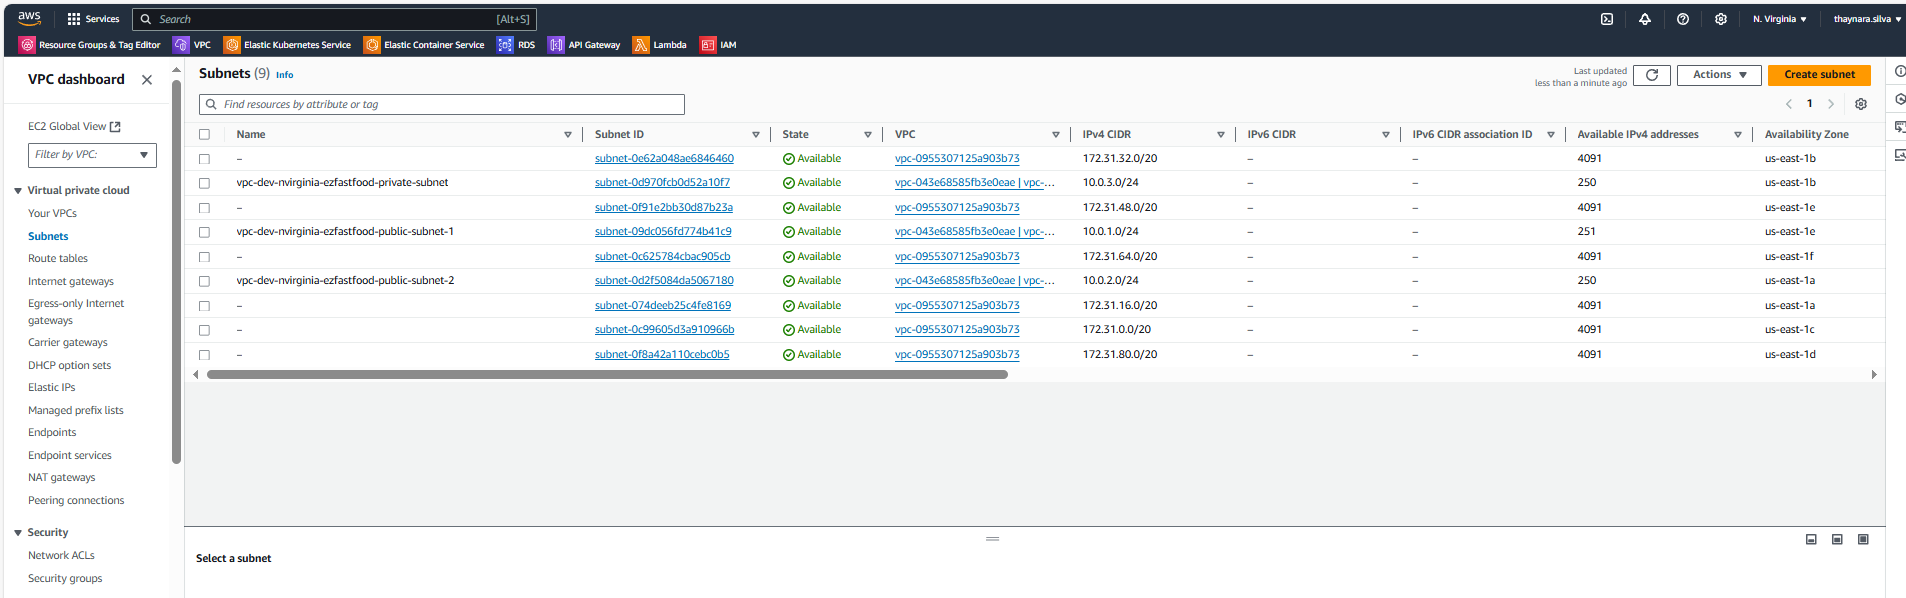 aws Services Search [Alt+S] N. Virginia thaynara.silva
Resource Groups & Tag Editor VPC Elastic Kubernetes Service Elastic Container Service RDS API Gateway Lambda IAM
VPC dashboard
EC2 Global View
Filter by VPC:
Virtual private cloud
Your VPCs
Subnets
Route tables
Internet gateways
Egress-only Internet
gateways
Carrier gateways
DHCP option sets
Elastic IPs
Managed prefix lists
Endpoints
Endpoint services
NAT gateways
Peering connections
Security
Network ACLs
Security groups
Subnets (9) Info
Last updated
less than a minute ago
Actions
Create subnet
Find resources by attribute or tag
1
Name Subnet ID State VPC IPv4 CIDR IPv6 CIDR IPv6 CIDR association ID Available IPv4 addresses Availability Zone
– subnet-0e62a048ae6846460 Available vpc-0955307125a903b73 172.31.32.0/20 – – 4091 us-east-1b
vpc-dev-nvirginia-ezfastfood-private-subnet subnet-0d970fcb0d52a10f7 Available vpc-043e68585fb3e0eae | vpc-... 10.0.3.0/24 – – 250 us-east-1b
– subnet-0f91e2bb30d87b23a Available vpc-0955307125a903b73 172.31.48.0/20 – – 4091 us-east-1e
vpc-dev-nvirginia-ezfastfood-public-subnet-1 subnet-09dc056fd774b41c9 Available vpc-043e68585fb3e0eae | vpc-... 10.0.1.0/24 – – 251 us-east-1e
– subnet-0c625784cbac905cb Available vpc-0955307125a903b73 172.31.64.0/20 – – 4091 us-east-1f
vpc-dev-nvirginia-ezfastfood-public-subnet-2 subnet-0d2f5084da5067180 Available vpc-043e68585fb3e0eae | vpc-... 10.0.2.0/24 – – 250 us-east-1a
– subnet-074deeb25c4fe8169 Available vpc-0955307125a903b73 172.31.16.0/20 – – 4091 us-east-1a
– subnet-0c99605d3a910966b Available vpc-0955307125a903b73 172.31.0.0/20 – – 4091 us-east-1c
– subnet-0f8a42a110cebc0b5 Available vpc-0955307125a903b73 172.31.80.0/20 – – 4091 us-east-1d
Select a subnet